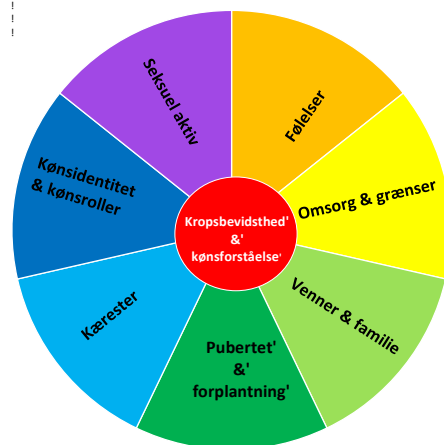 !
!
!
Seksuel aktiv
Følelser
Omsorg & grænser
Venner & familie
Pubertet'
&'
forplantning'
Kærester
Kønsidentitet
& kønsroller
Kropsbevidsthed'
&'
kønsforståelse'